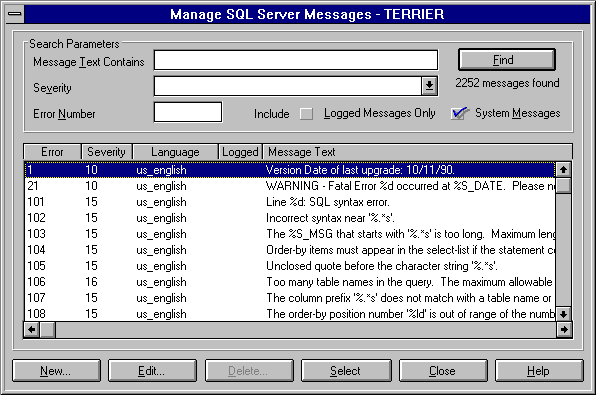 Manage SQL Server Messages - TERRIER
Search Parameters
Message Text Contains
Find
Severity
2252 messages found
Error Number
Include
Logged Messages Only
System Messages
Error Severity Language Logged Message Text
1 10 us_english Version Date of last upgrade: 10/11/90.
21 10 us_english WARNING - Fatal Error %d occurred at %S_DATE. Please
101 15 us_english Line %d: SQL syntax error.
102 15 us_english Incorrect syntax near '%.*s'.
103 15 us_english The %S_MSG that starts with '%.*s' is too long. Maximum
104 15 us_english Order-by items must appear in the select-list if the statement
105 15 us_english Unclosed quote before the character string '%.*s'.
106 16 us_english Too many table names in the query. The maximum allowable
107 15 us_english The column prefix '%.*s' does not match with a table name or
108 15 us_english The order-by position number '%ld' is out of range of the
New... Edit... Delete... Select Close Help